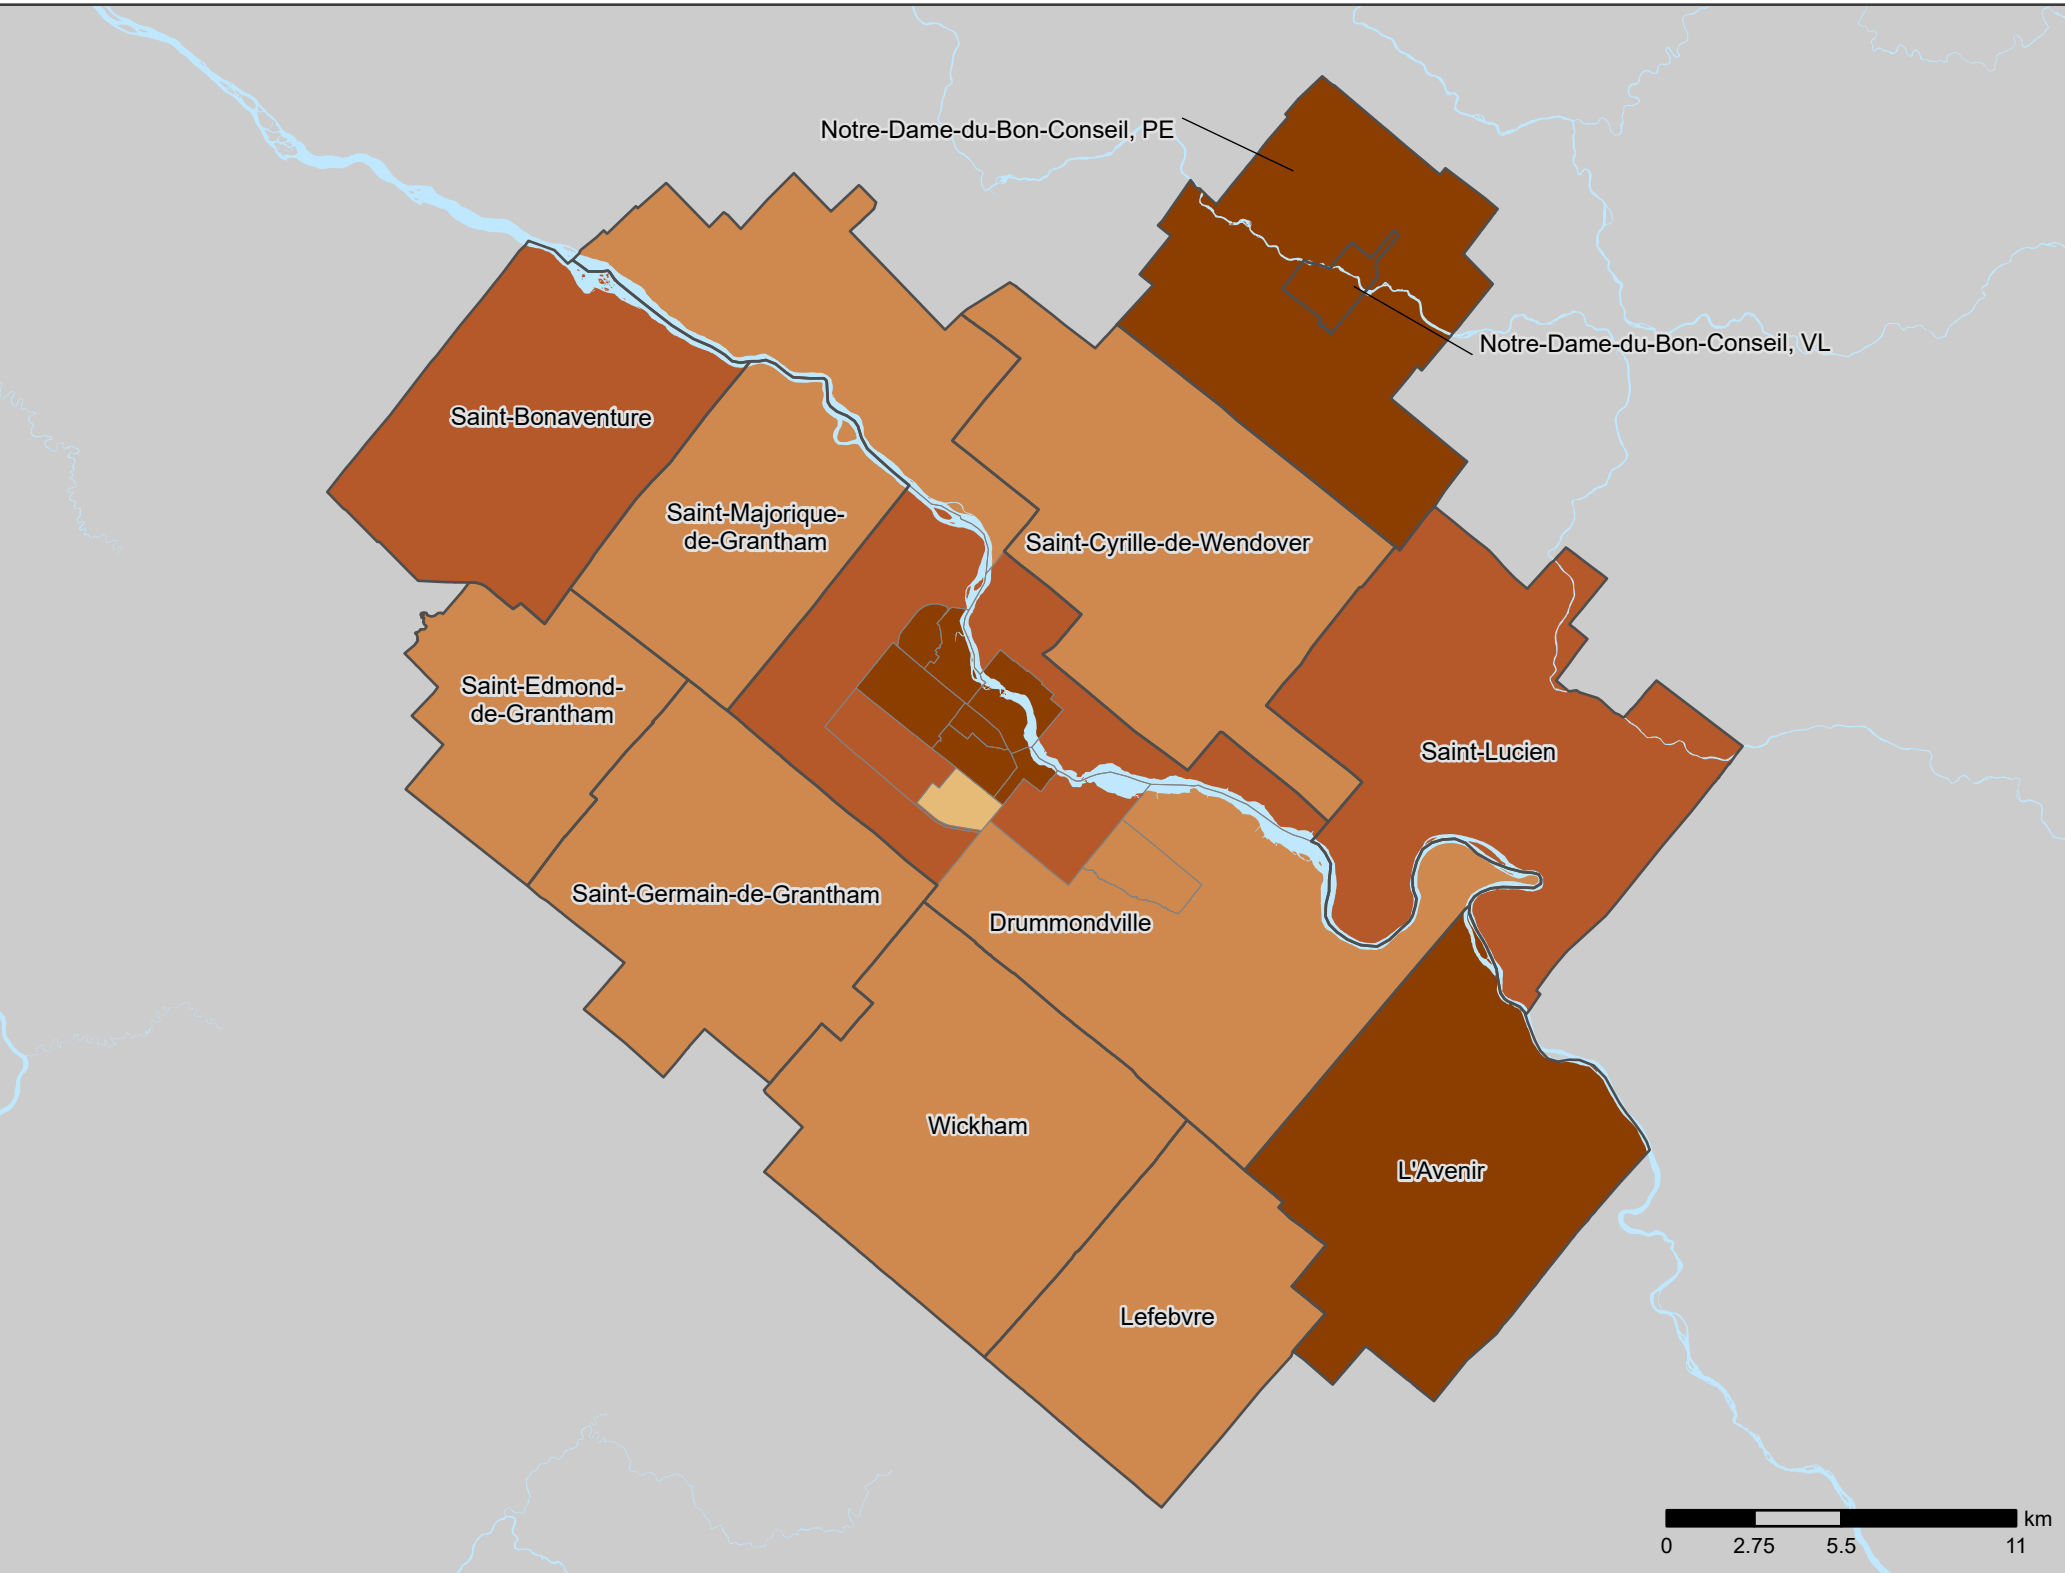 Notre-Dame-du-Bon-Conseil, PE
Notre-Dame-du-Bon-Conseil, VL
Saint-Bonaventure
Saint-Majorique-
de-Grantham
Saint-Cyrille-de-Wendover
Saint-Edmond-
de-Grantham
Saint-Lucien
Saint-Germain-de-Grantham
Drummondville
Wickham
L'Avenir
Lefebvre
km
0 2.75 5.5 11